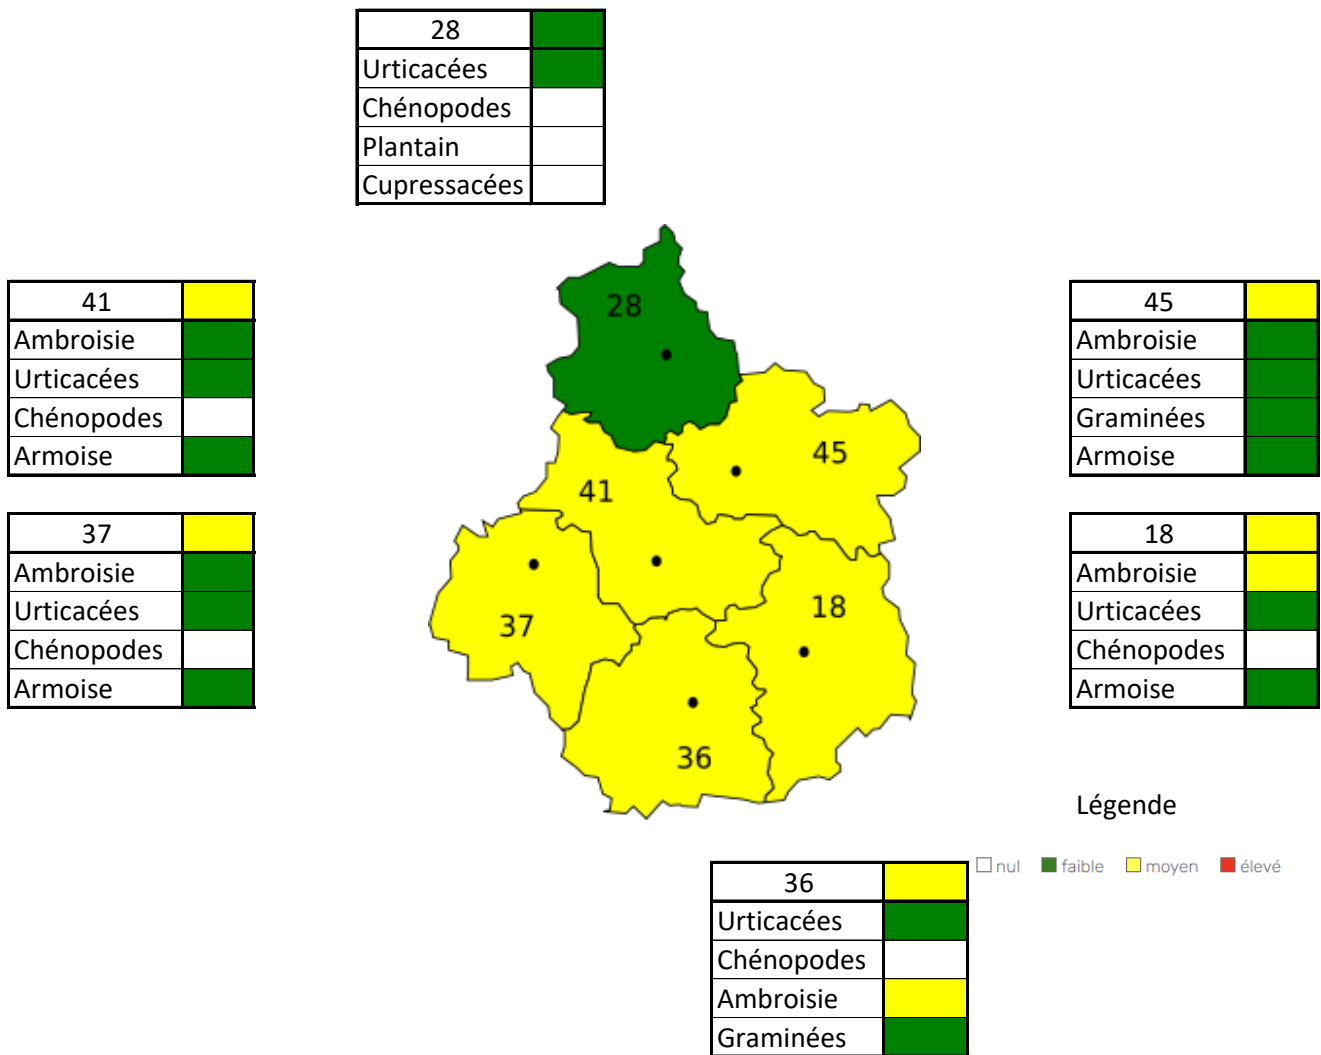 28
Urticacées
Chénopodes
Plantain
Cupressacées
41
Ambroisie
Urticacées
Chénopodes
Armoise
37
Ambroisie
Urticacées
Chénopodes
Armoise
28
45
41
37
18
36
45
Ambroisie
Urticacées
Graminées
Armoise
18
Ambroisie
Urticacées
Chénopodes
Armoise
Légende
nul faible moyen élevé
36
Urticacées
Chénopodes
Ambroisie
Graminées